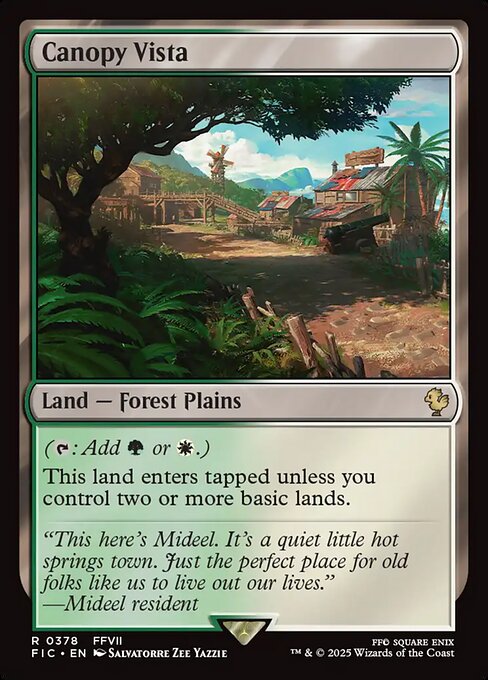 Canopy Vista
Land — Forest Plains
(: Add or .)
This land enters tapped unless you
control two or more basic lands.
“This here’s Mideel. It’s a quiet little hot
springs town. Just the perfect place for old
folks like us to live out our lives.”
—Mideel resident
R 0378 FFVII
FIC • EN Salvatorre Zee Yazzie
FF© SQUARE ENIX
™ & © 2025 Wizards of the Coast